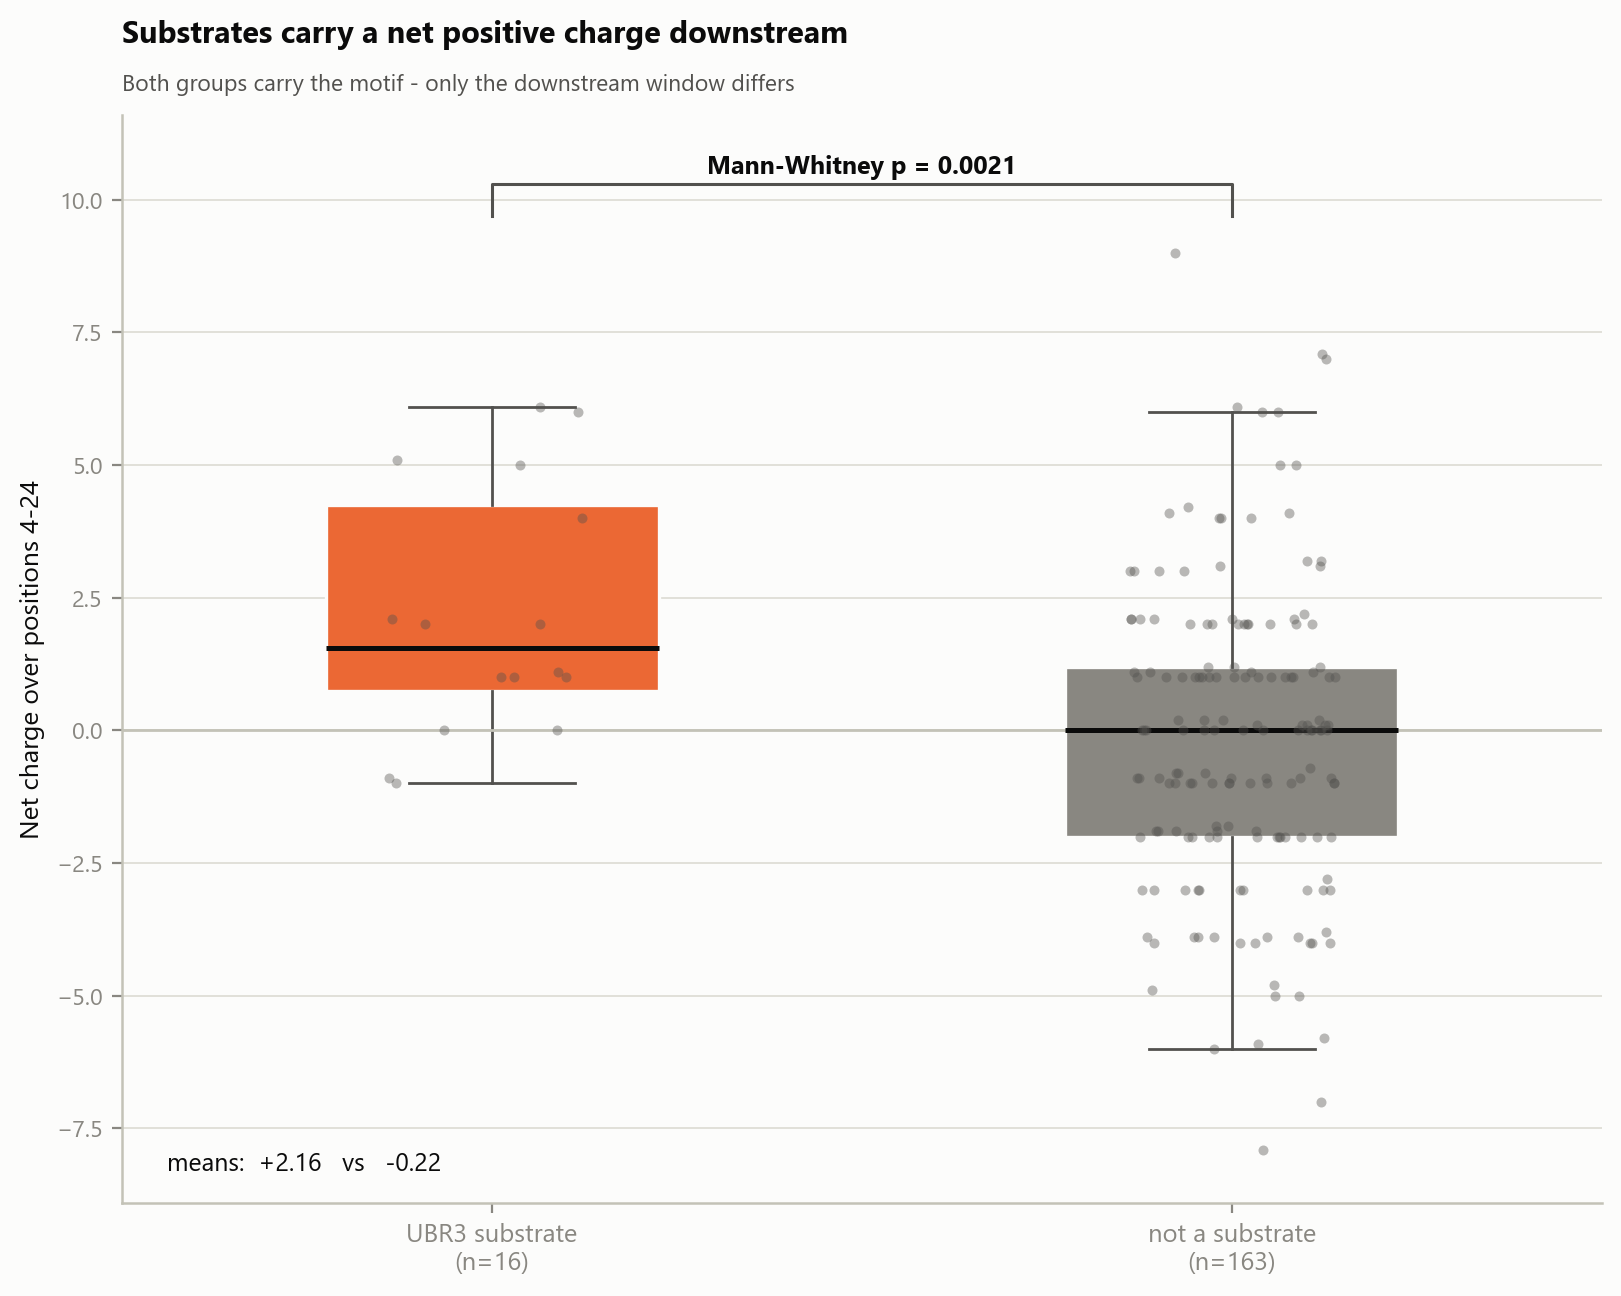 Substrates carry a net positive charge downstream
Both groups carry the motif - only the downstream window differs
Mann-Whitney p = 0.0021
10.0
7.5
5.0
2.5
0.0
−2.5
−5.0
−7.5
Net charge over positions 4-24
means: +2.16 vs -0.22
UBR3 substrate
(n=16)
not a substrate
(n=163)